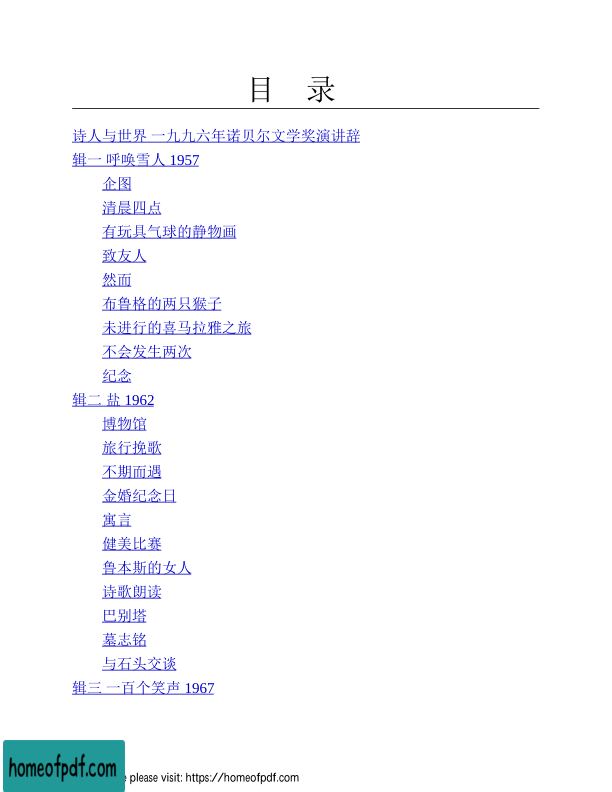 目 录
诗人与世界 一九九六年诺贝尔文学奖演讲辞
辑一 呼唤雪人 1957
企图
清晨四点
有玩具气球的静物画
致友人
然而
布鲁格的两只猴子
未进行的喜马拉雅之旅
不会发生两次
纪念
辑二 盐 1962
博物馆
旅行挽歌
不期而遇
金婚纪念日
寓言
健美比赛
鲁本斯的女人
诗歌朗读
巴别塔
墓志铭
与石头交谈
辑三 一百个笑声 1967
homeofpdf.com
please visit: https://homeofpdf.com